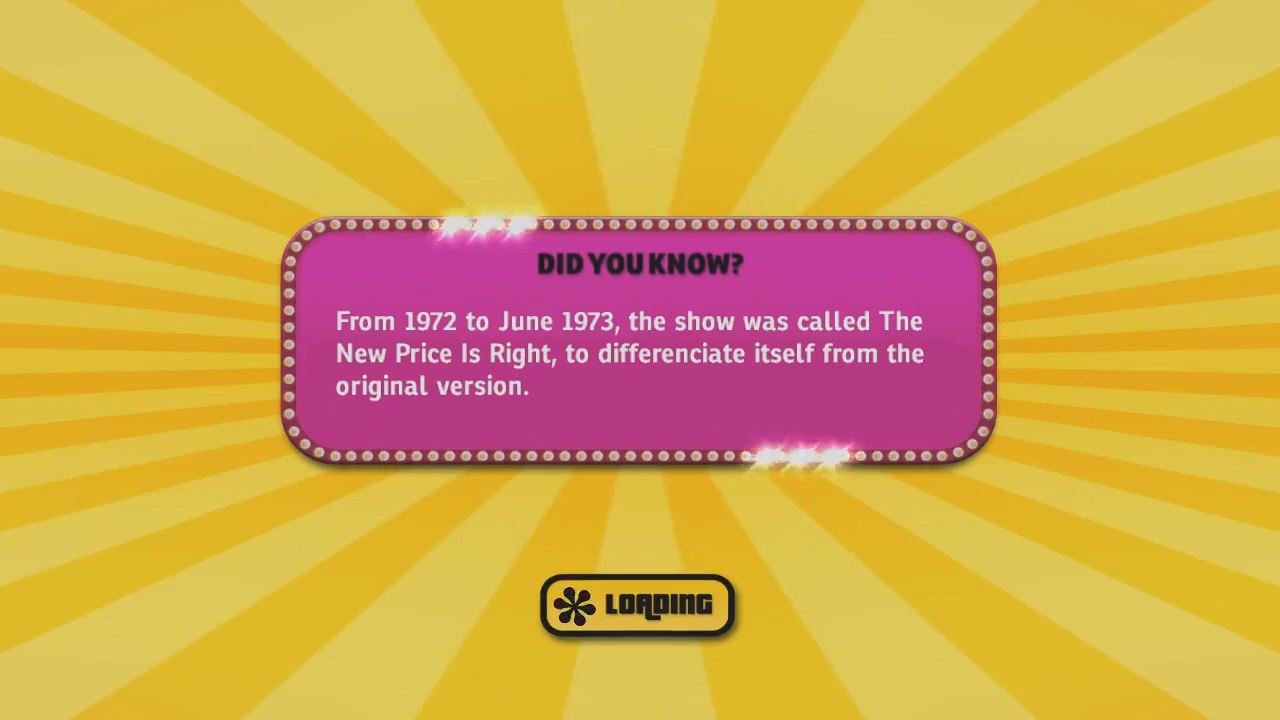 DID YOU KNOW?
From 1972 to June 1973, the show was called The
New Price Is Right, to differenciate itself from the
original version.
LOADING